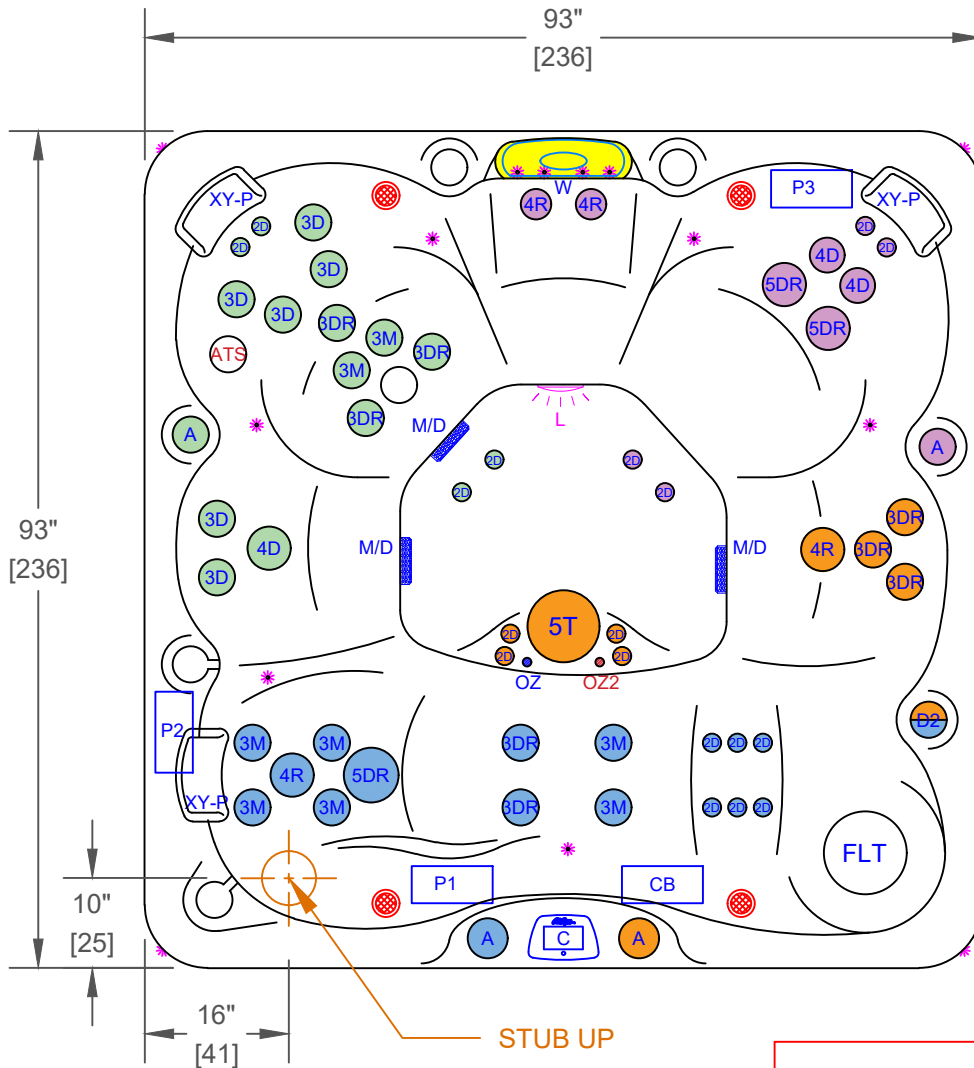 93"
[236]
W
P3
XY-P
XY-P
4R 4R
2D 2D 3D
3D
3D 3D
3DR 3M 3DR
3M
3DR
ATS
2D 2D
4D
5DR 4D
5DR
A
M/D
L
A
93"
[236]
2D 2D
2D 2D
3D
4D
3D
M/D
M/D
3DR
4R 3DR
3DR
5T
2D 2D
2D 2D
OZ OZ2
P2
D2
3M 3M
4R 5DR
3M 3M
XY-P
3DR 3M
3DR 3M
2D 2D 2D
2D 2D 2D
FLT
10"
[25]
P1
CB
A C A
16"
[41]
STUB UP